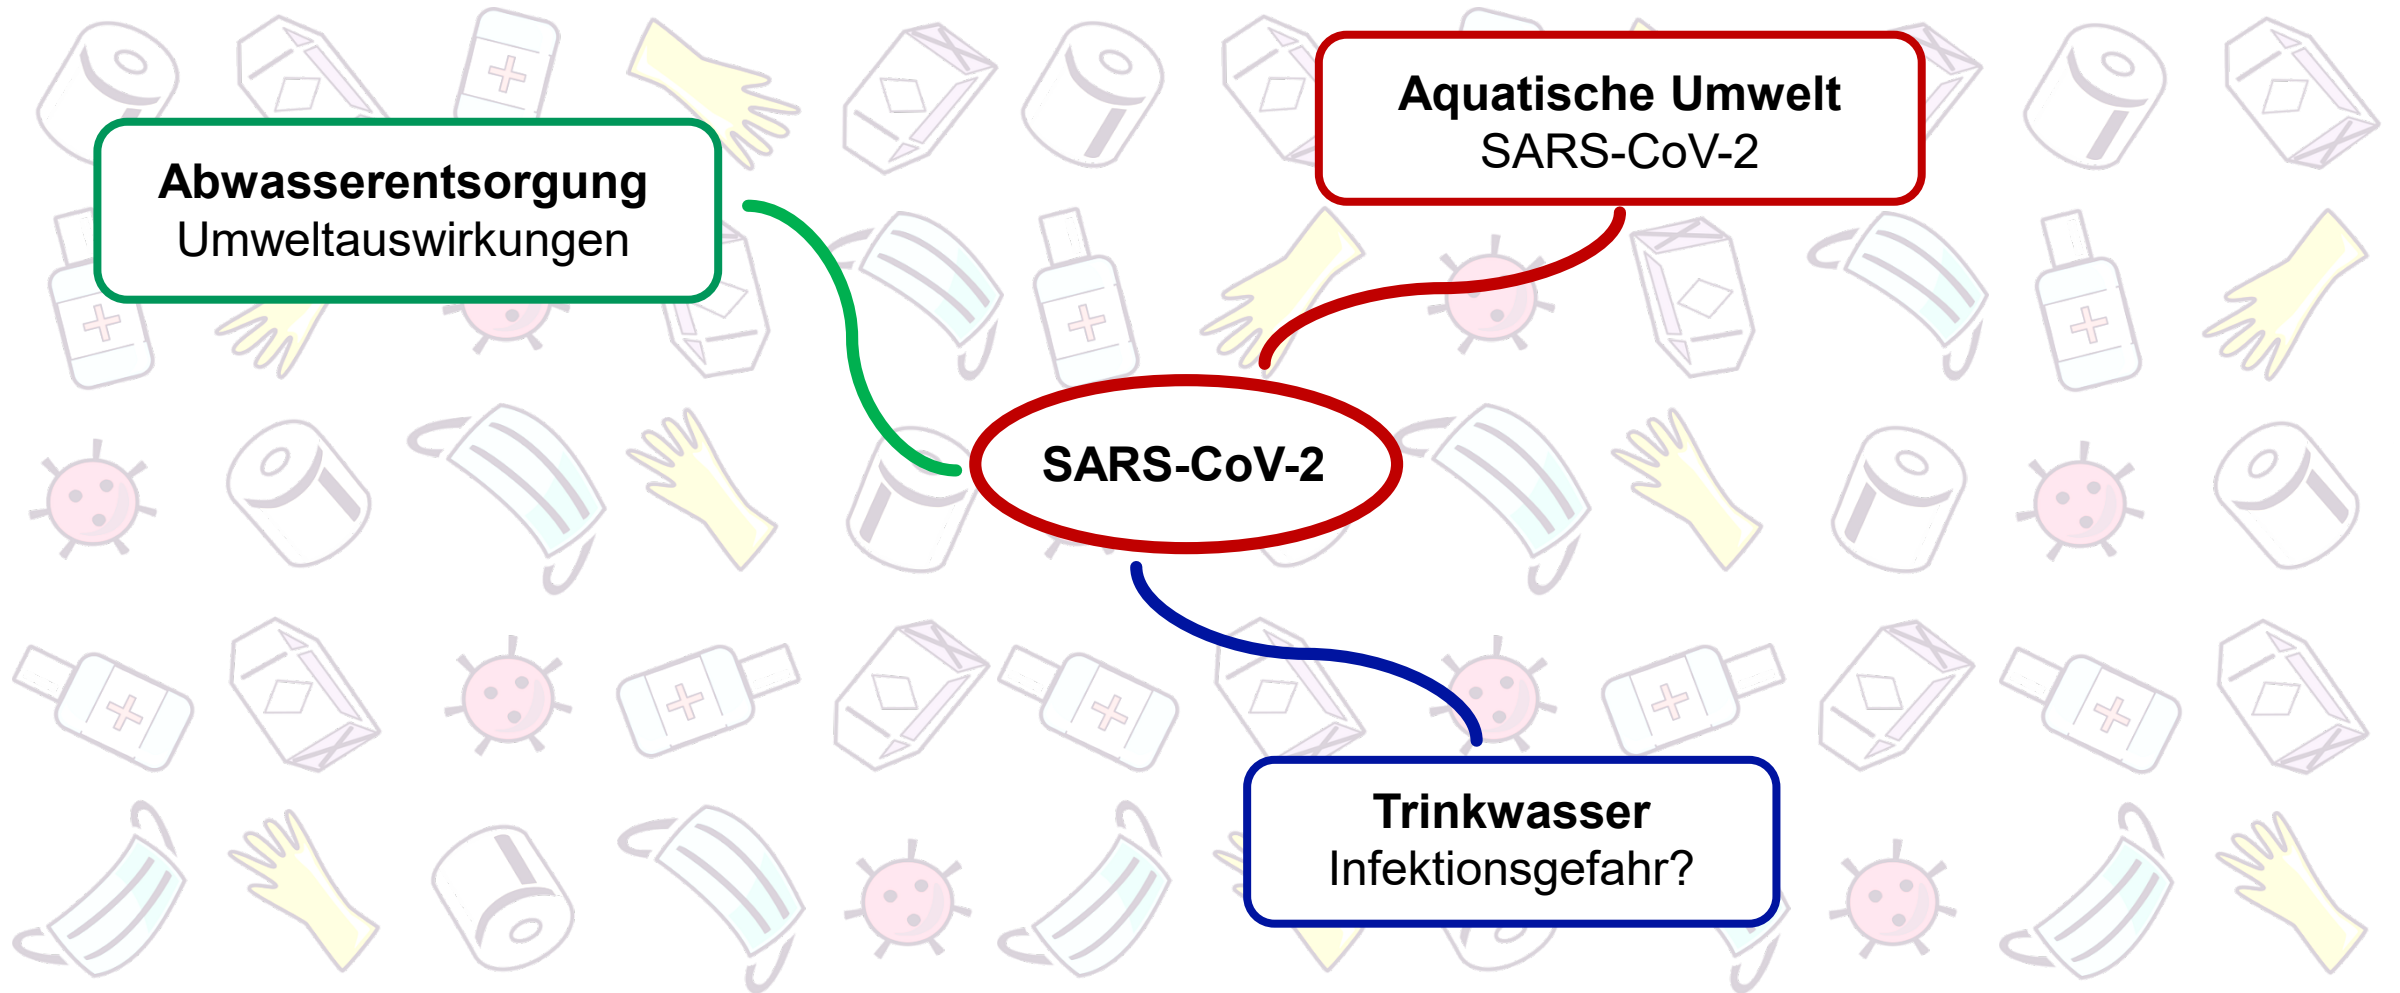 Aquatische Umwelt
SARS-CoV-2
Abwasserentsorgung
Umweltauswirkungen
SARS-CoV-2
Trinkwasser
Infektionsgefahr?